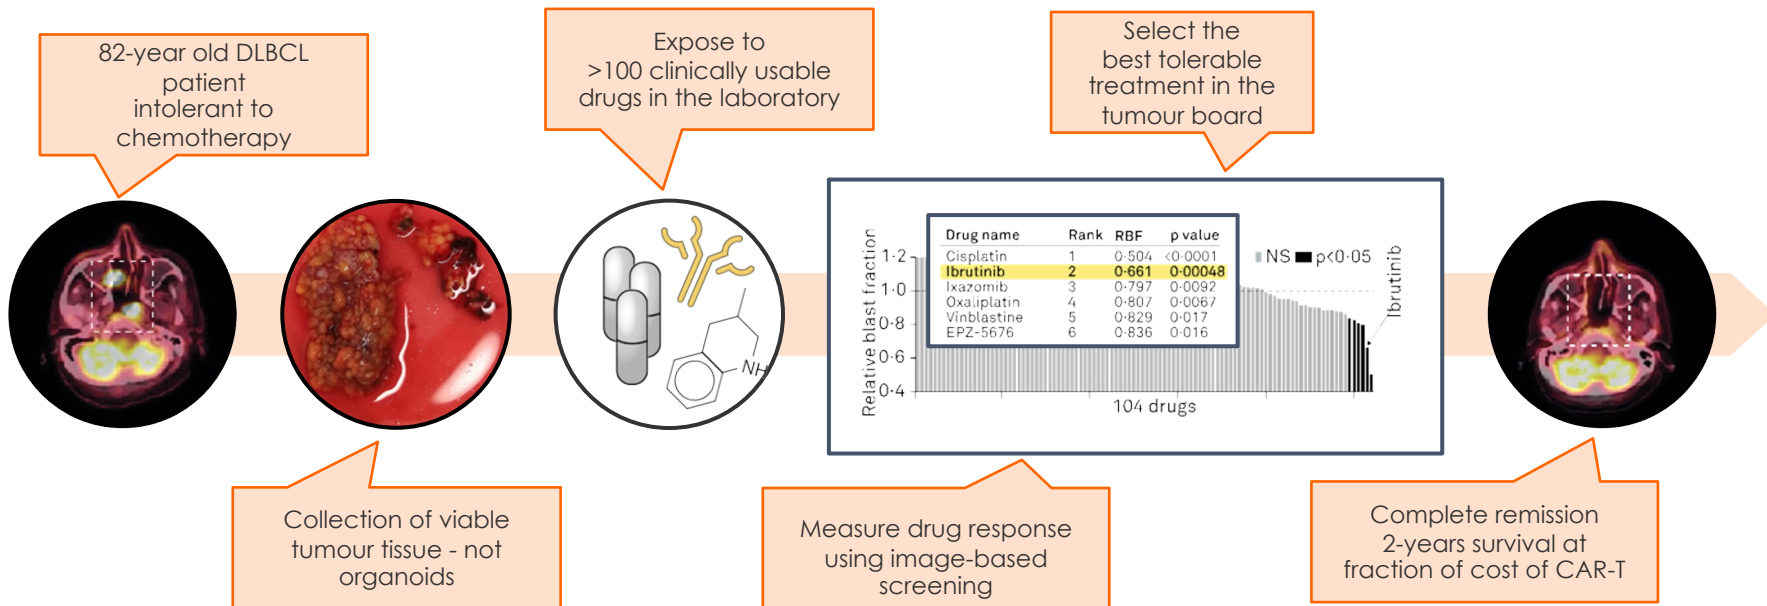 82-year old DLBCL
patient
intolerant to
chemotherapy
Collection of viable
tumour tissue - not
organoids
Expose to
>100 clinically usable
drugs in the laboratory
NH
Measure drug response
using image-based
screening
Select the
best tolerable
treatment in the
tumour board
Relative blast fraction
1·2
1·0
0·8
0·6
0·4
Drug name Rank RBF p value
Cisplatin 1 0·504 <0·0001
Ibrutinib 2 0·661 0·00048
Ixazomib 3 0·797 0·0092
Oxaliplatin 4 0·807 0·0067
Vinblastine 5 0·829 0·017
EPZ-5676 6 0·836 0·016
NS p<0·05
Ibrutinib
104 drugs
Complete remission
2-years survival at
fraction of cost of CAR-T